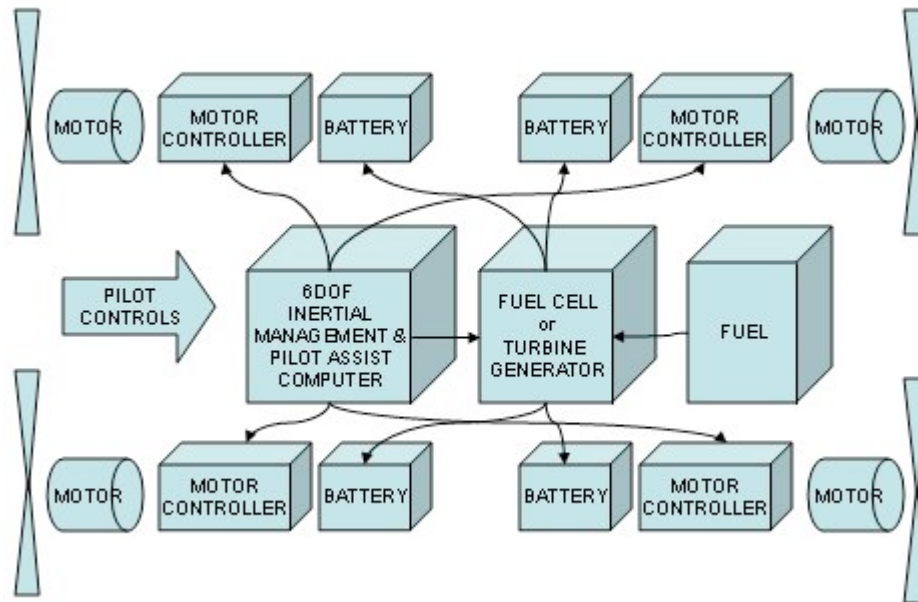 MOTOR
MOTOR
CONTROLLER
BATTERY
BATTERY
MOTOR
CONTROLLER
MOTOR
PILOT
CONTROLS
6DOF
INERTIAL
MANAGEMENT &
PILOT ASSIST
COMPUTER
FUEL CELL
or
TURBINE
GENERATOR
FUEL
MOTOR
MOTOR
CONTROLLER
BATTERY
BATTERY
MOTOR
CONTROLLER
MOTOR